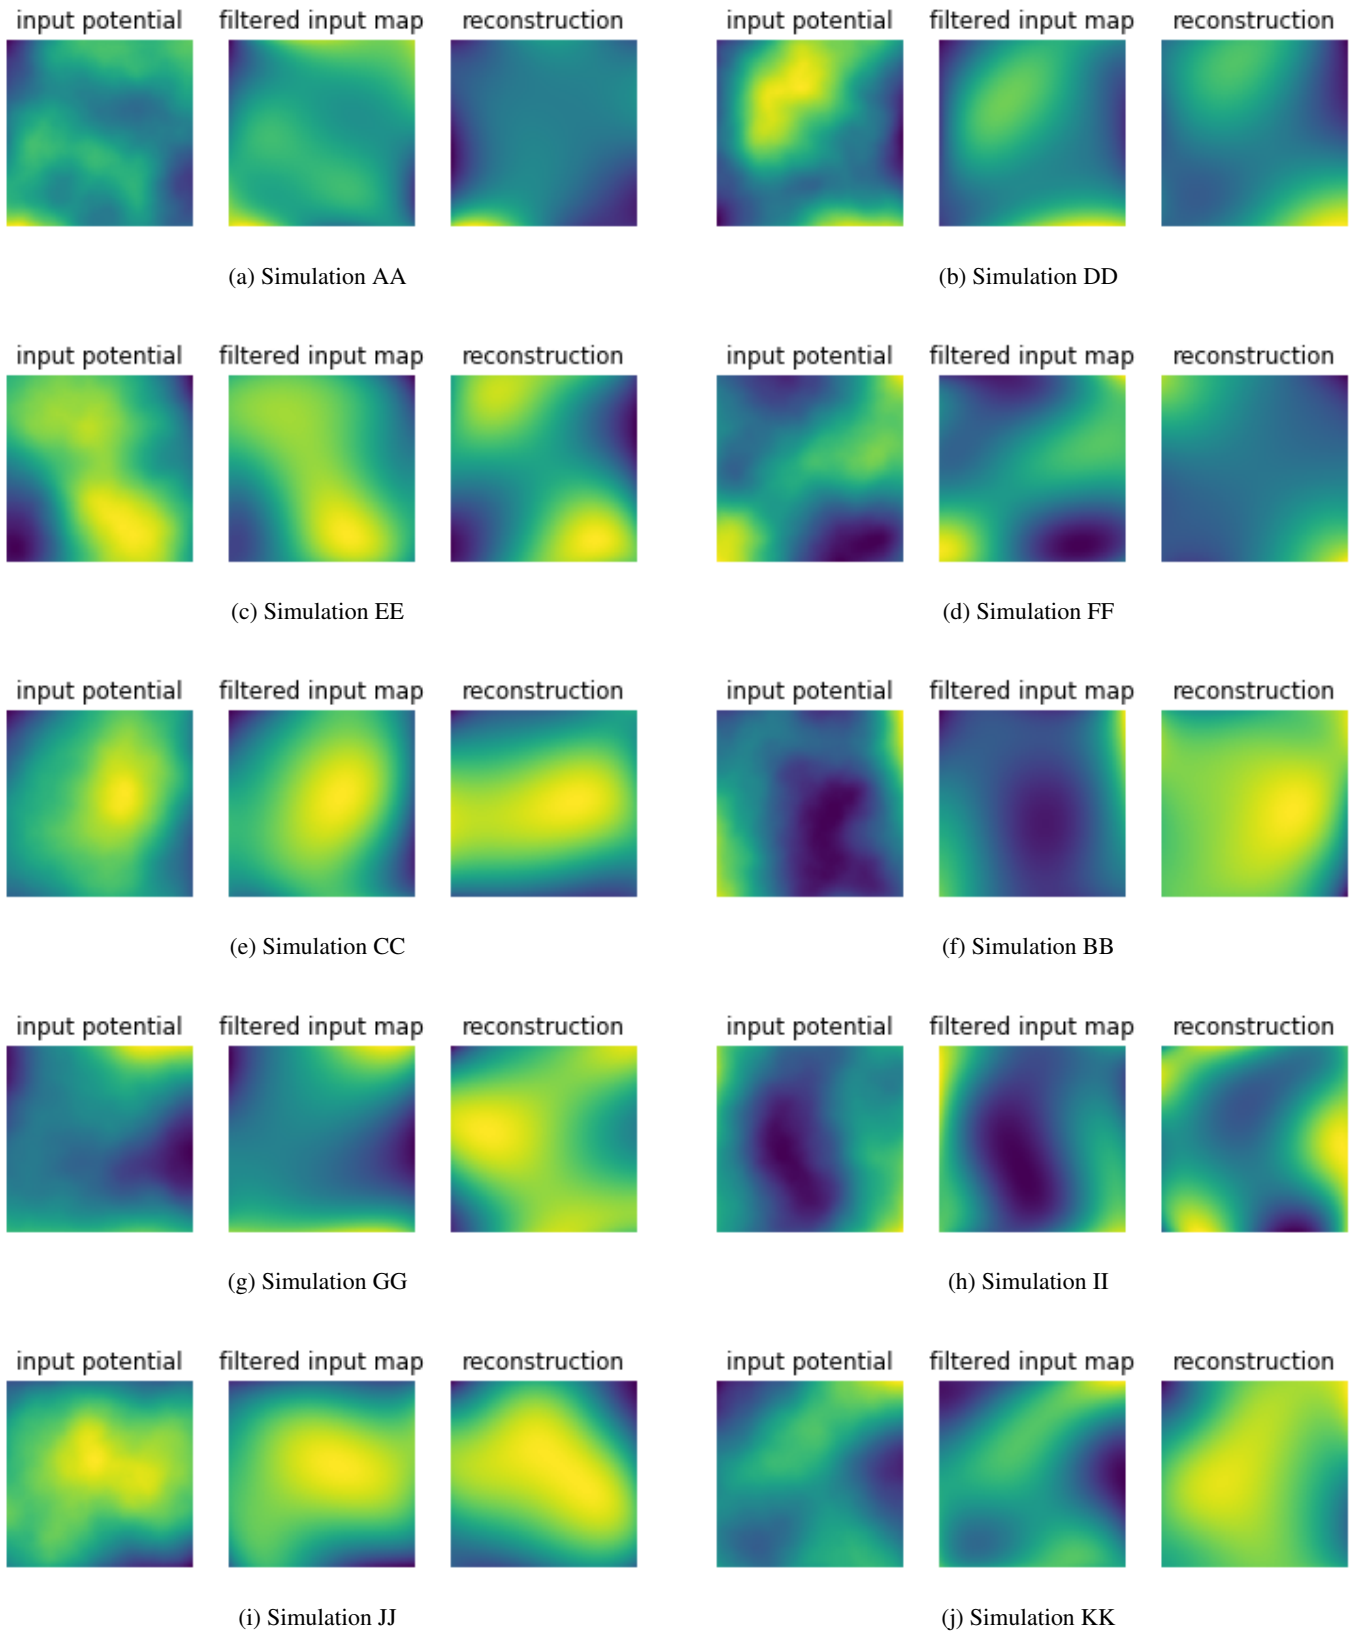 input potential filtered input map reconstruction input potential filtered input map reconstruction
(a) Simulation AA (b) Simulation DD
input potential filtered input map reconstruction input potential filtered input map reconstruction
(c) Simulation EE (d) Simulation FF
input potential filtered input map reconstruction input potential filtered input map reconstruction
(e) Simulation CC (f) Simulation BB
input potential filtered input map reconstruction input potential filtered input map reconstruction
(g) Simulation GG (h) Simulation II
input potential filtered input map reconstruction input potential filtered input map reconstruction
(i) Simulation JJ (j) Simulation KK